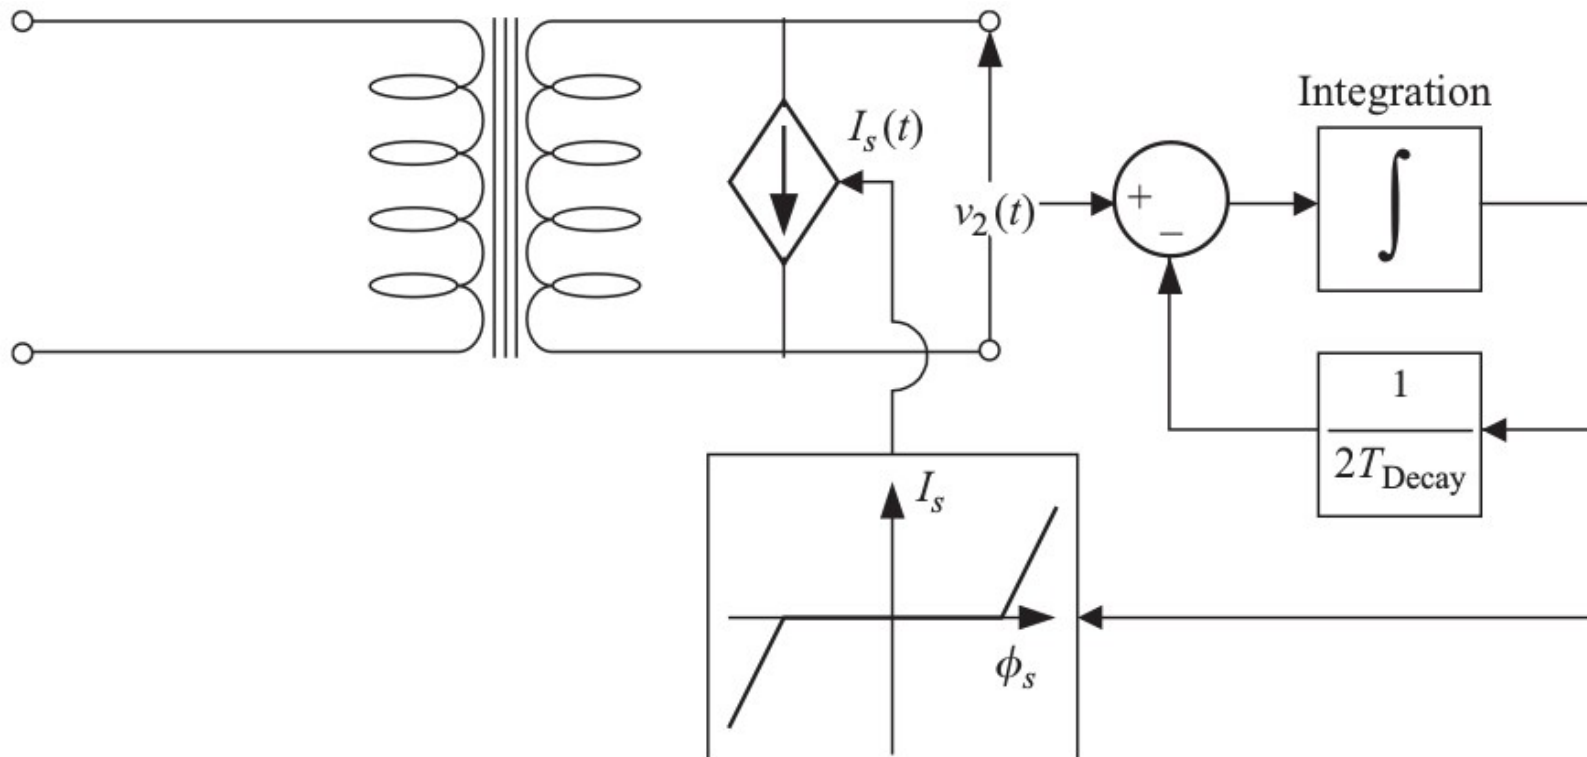 Integration
I_s(t)
+
∫
v_2(t)
−
1
2T_Decay
I_s
ϕ_s